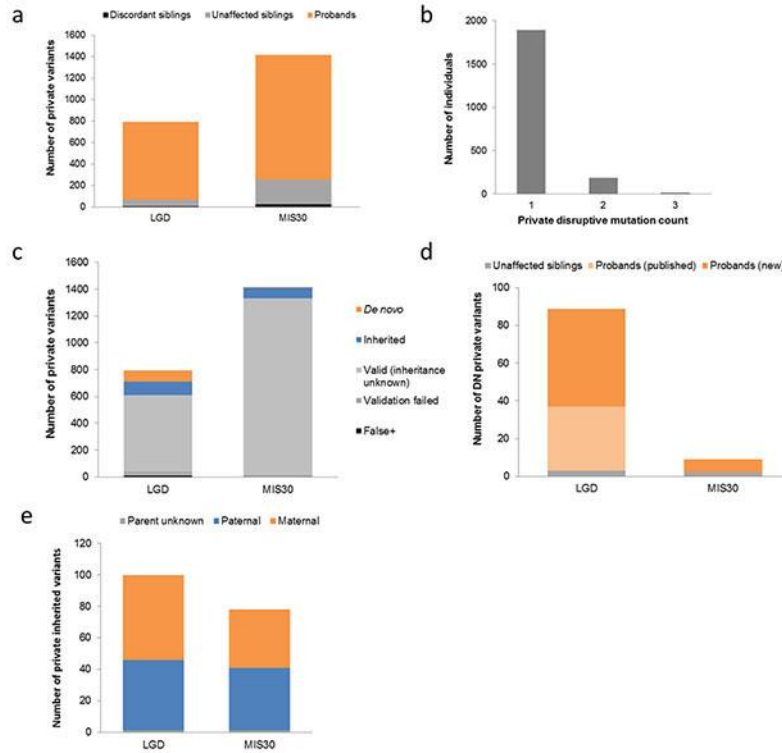 a
Discordant siblings Unaffected siblings Probands
Number of private variants
1600
1400
1200
1000
800
600
400
200
0
LGD MIS30
b
Number of individuals
2000
1500
1000
500
0
1 2 3
Private disruptive mutation count
c
Number of private variants
1600
1400
1200
1000
800
600
400
200
0
LGD MIS30
De novo
Inherited
Valid (inheritance
unknown)
Validation failed
False+
d
Unaffected siblings Probands (published) Probands (new)
Number of DN private variants
100
80
60
40
20
0
LGD MIS30
e
Parent unknown Paternal Maternal
Number of private inherited variants
120
100
80
60
40
20
0
LGD MIS30